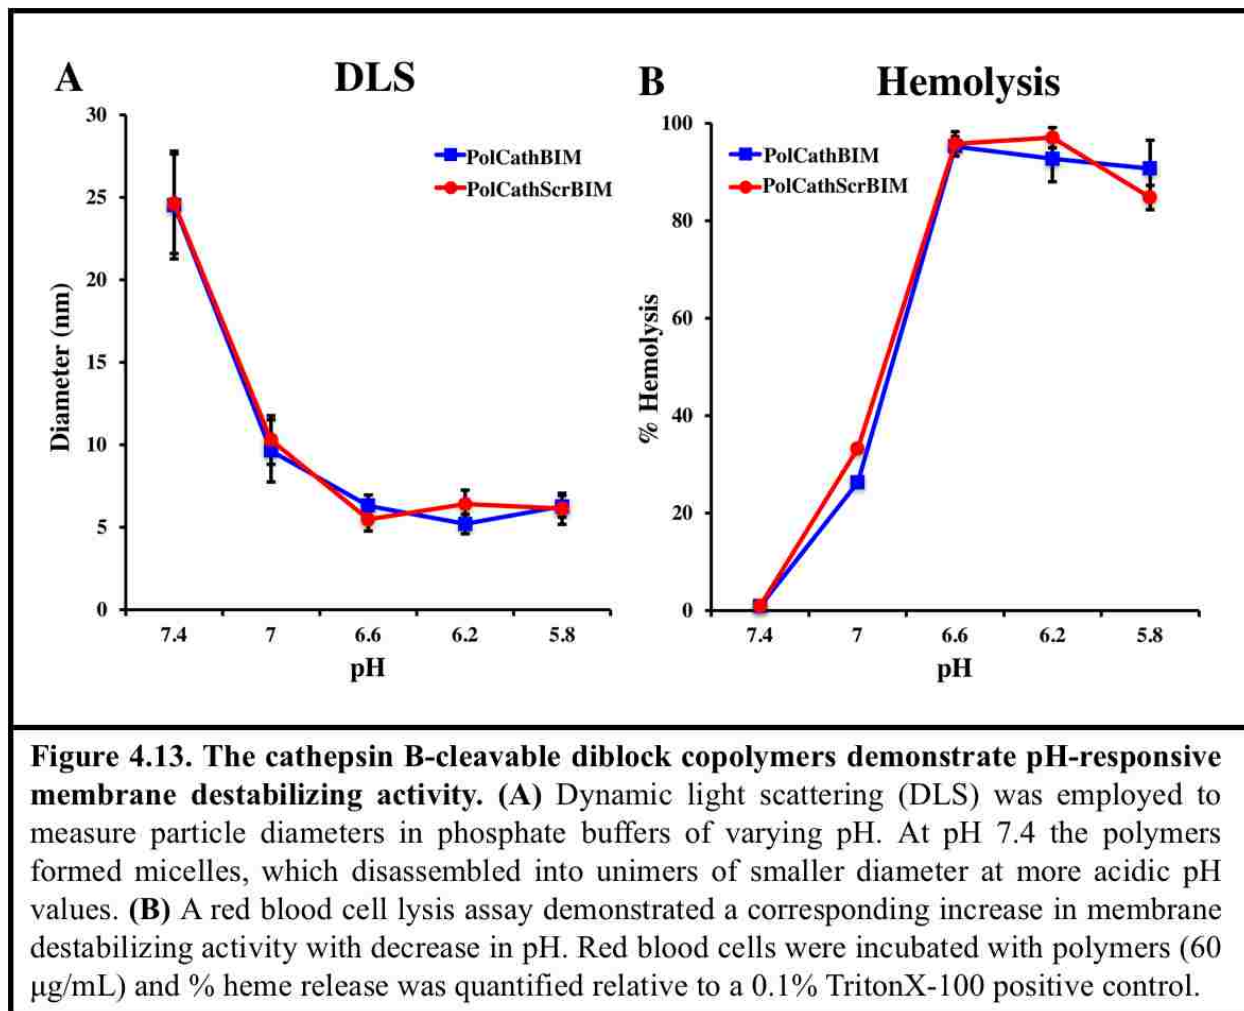 A
DLS
30
25
20
15
10
5
0
Diameter (nm)
PolCathBIM
PolCathScrBIM
7.4 7 6.6 6.2 5.8
pH
B
Hemolysis
100
80
60
40
20
0
% Hemolysis
PolCathBIM
PolCathScrBIM
7.4 7 6.6 6.2 5.8
pH
Figure 4.13. The cathepsin B-cleavable diblock copolymers demonstrate pH-responsive
membrane destabilizing activity. (A) Dynamic light scattering (DLS) was employed to
measure particle diameters in phosphate buffers of varying pH. At pH 7.4 the polymers
formed micelles, which disassembled into unimers of smaller diameter at more acidic pH
values. (B) A red blood cell lysis assay demonstrated a corresponding increase in membrane
destabilizing activity with decrease in pH. Red blood cells were incubated with polymers (60
μg/mL) and % heme release was quantified relative to a 0.1% TritonX-100 positive control.